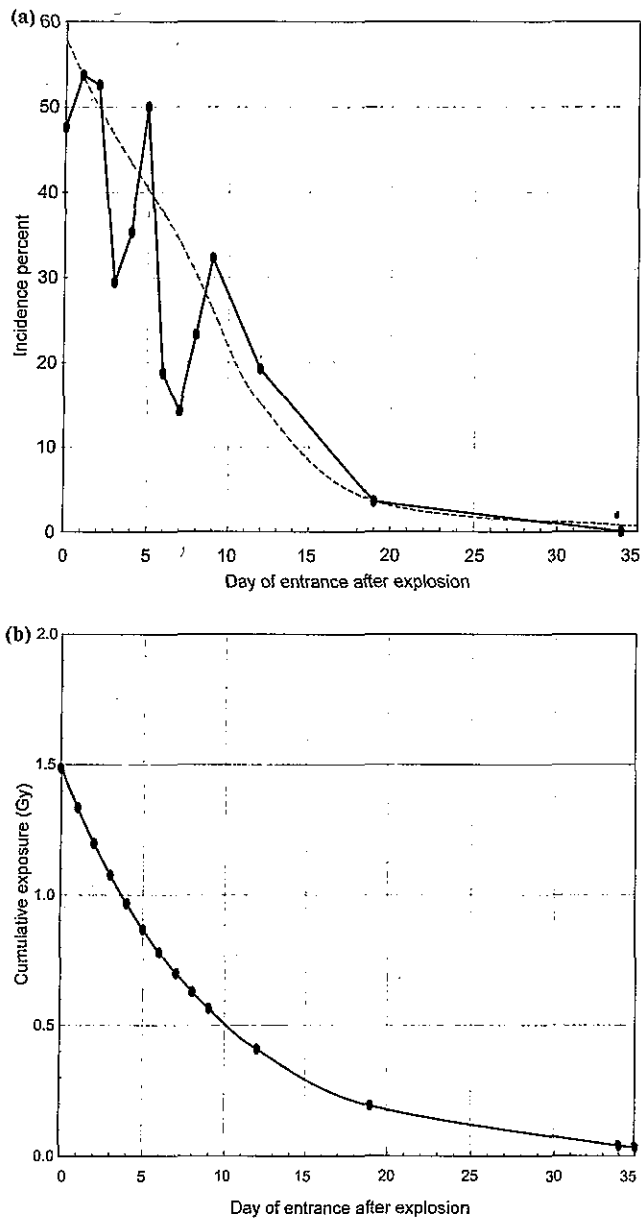 (a)
60
50
40
30
20
10
0
Incidence percent
0 5 10 15 20 25 30 35
Day of entrance after explosion
(b)
2.0
1.5
1.0
0.5
0.0
Cumulative exposure (Gy)
0 5 10 15 20 25 30 35
Day of entrance after explosion